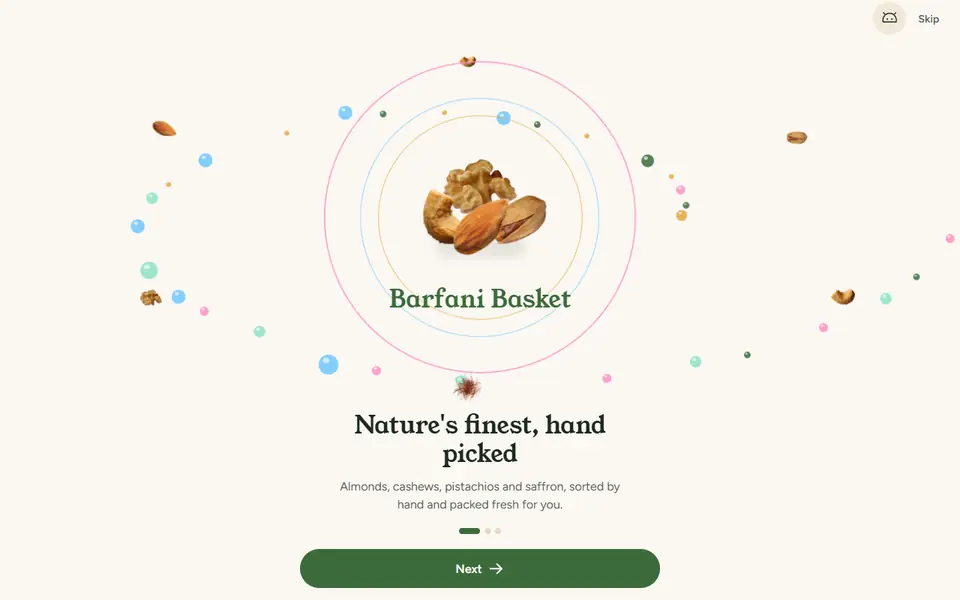 Skip
Barfani Basket
Nature's finest, hand
picked
Almonds, cashews, pistachios and saffron, sorted by
hand and packed fresh for you.
Next